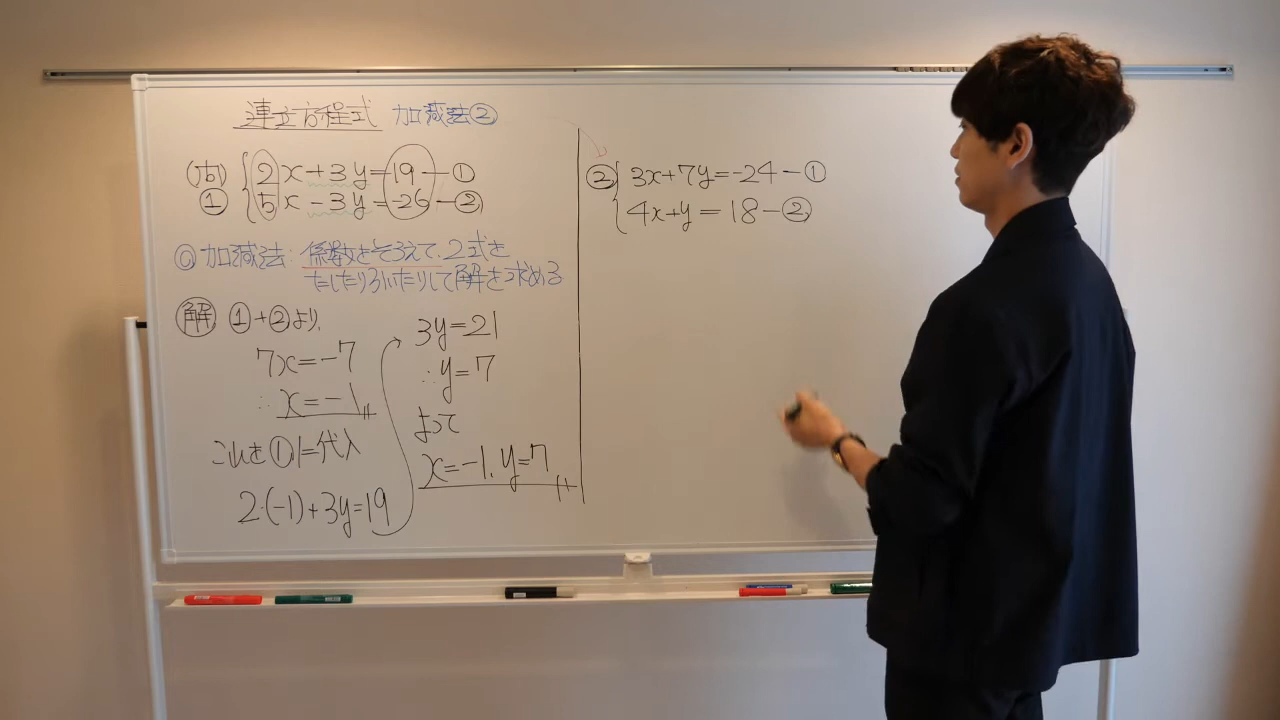 連立方程式 加減法②
(例) 2x+3y=19-①
① 5x-3y=-26-②
◎加減法:係数をそろえて、2式を
たしたりひいたりして解を求める
解 ①+②より、
7x=-7
∴x=-1
これを①に代入
2·(-1)+3y=19
3y=21
∴y=7
よって
x=-1, y=7
② 3x+7y=-24-①
4x+y=18-②